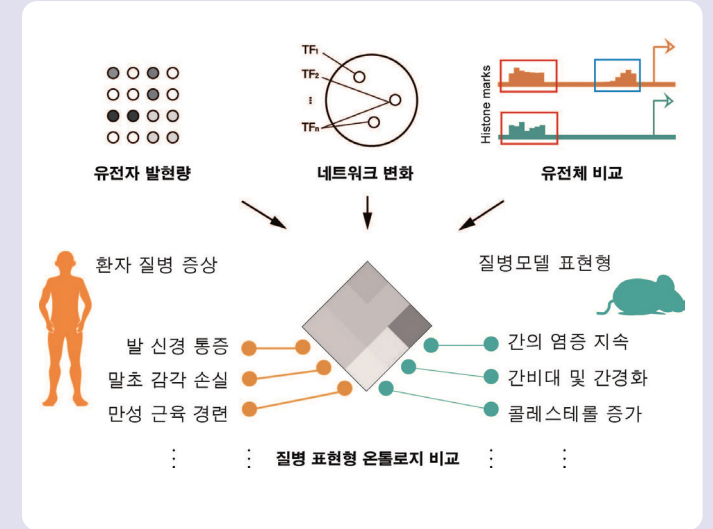 TF1
TF2
⋮
TFn
Histone marks
유전자 발현량
네트워크 변화
유전체 비교
환자 질병 증상
질병모델 표현형
발 신경 통증
말초 감각 손실
만성 근육 경련
간의 염증 지속
간비대 및 간경화
콜레스테롤 증가
⋮ ⋮ 질병 표현형 온톨로지 비교 ⋮ ⋮